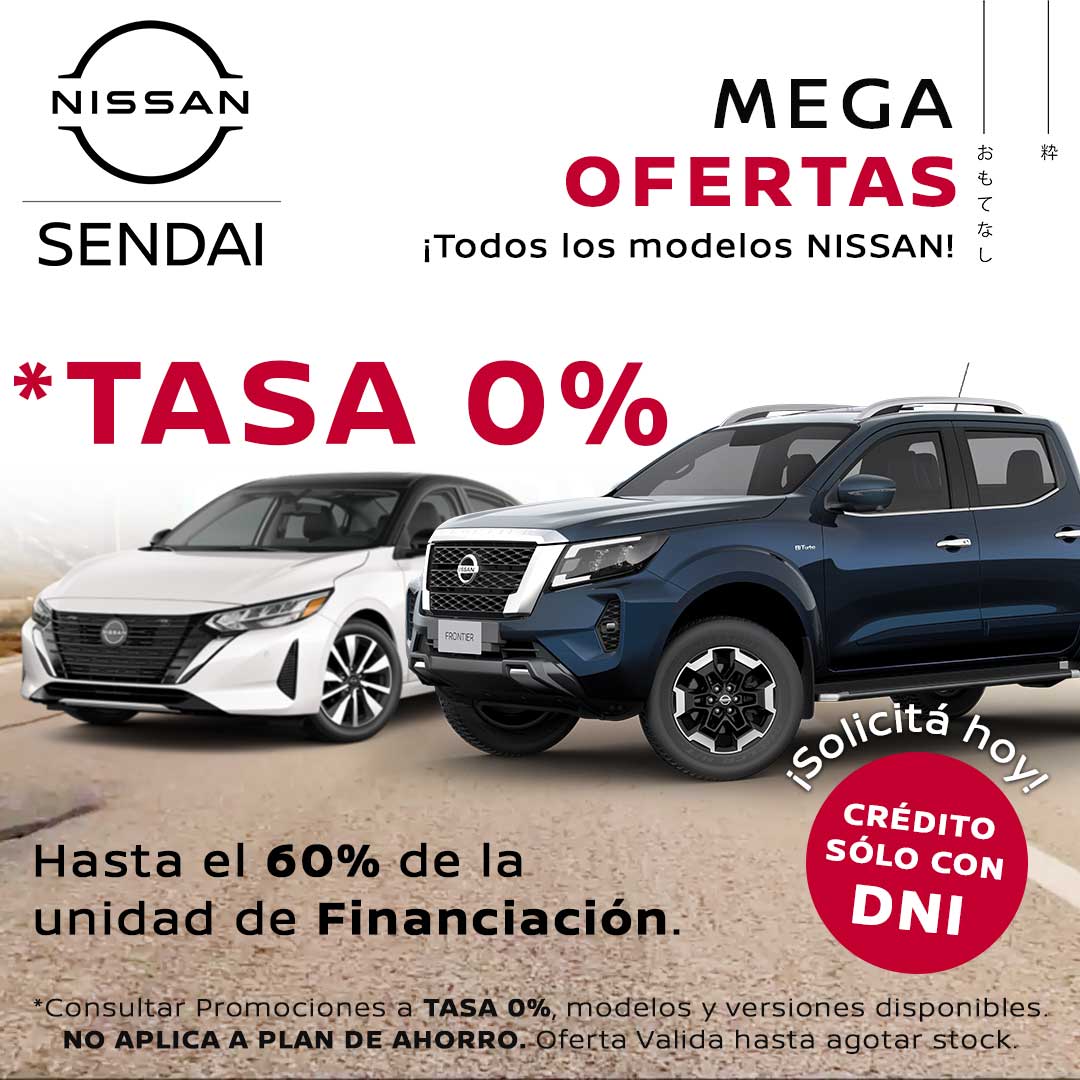 NISSAN
SENDAI
MEGA
OFERTAS
¡Todos los modelos NISSAN!
おもてなし
粋
*TASA 0%
NISSAN
NISSAN
FRONTIER
¡Solicitá hoy!
CRÉDITO
SÓLO CON
DNI
Hasta el 60% de la
unidad de Financiación.
*Consultar Promociones a TASA 0%, modelos y versiones disponibles.
NO APLICA A PLAN DE AHORRO. Oferta Valida hasta agotar stock.